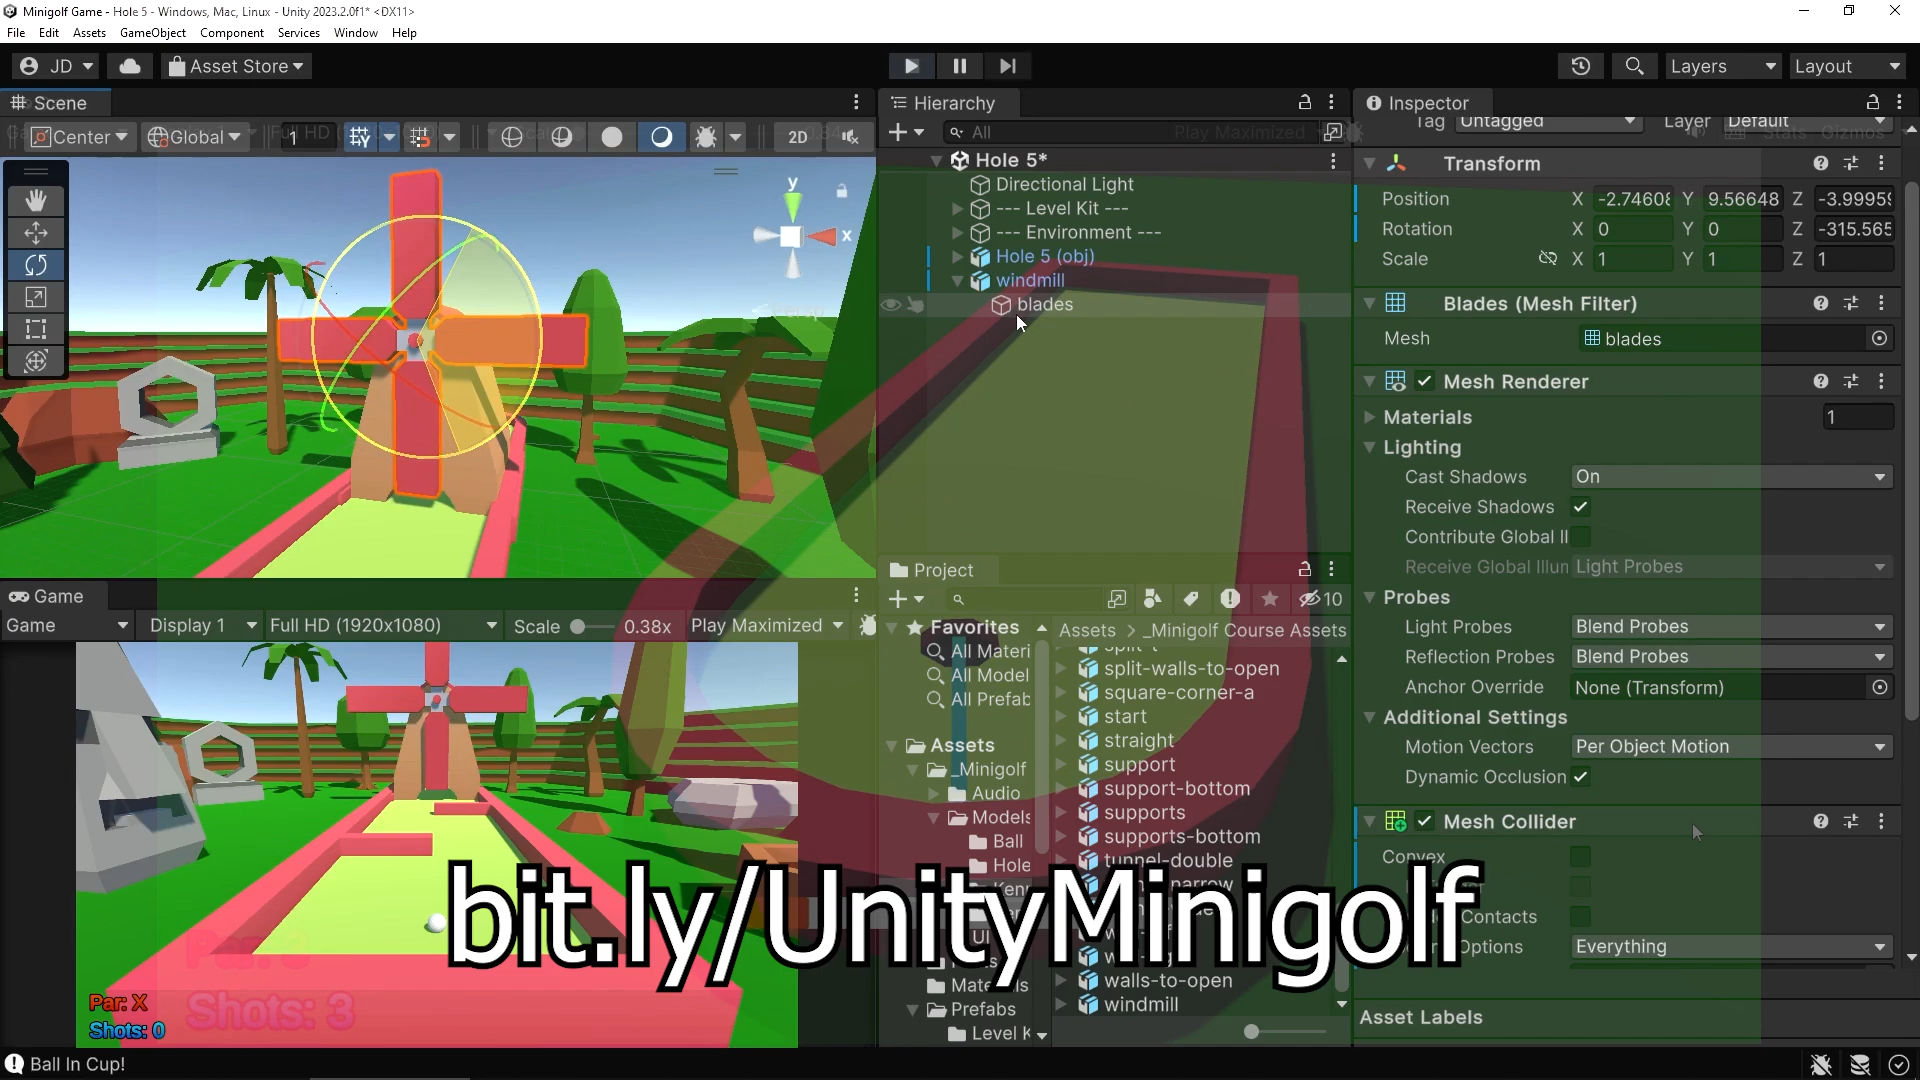 Minigolf Game - Hole 5 - Windows, Mac, Linux - Unity 2023.2.0f1* <DX11>
File Edit Assets GameObject Component Services Window Help
JD Asset Store Layers Layout
Scene
Center Global 1 2D
Hierarchy
All Play Maximized
Hole 5*
Directional Light
--- Level Kit ---
--- Environment ---
Hole 5 (obj)
windmill
blades
y
x
Inspector
Tag Untagged Layer Default
Stats Gizmos
Transform
Position X -2.74608 Y 9.56648 Z -3.99959
Rotation X 0 Y 0 Z -315.565
Scale X 1 Y 1 Z 1
Blades (Mesh Filter)
Mesh blades
Mesh Renderer
Materials 1
Lighting
Cast Shadows On
Receive Shadows
Contribute Global Il
Receive Global Illun Light Probes
Probes
Light Probes Blend Probes
Reflection Probes Blend Probes
Anchor Override None (Transform)
Additional Settings
Motion Vectors Per Object Motion
Dynamic Occlusion
Mesh Collider
Convex
Contacts
Options Everything
Asset Labels
Game
Game Display 1 Full HD (1920x1080) Scale 0.38x Play Maximized
Par: X
Shots: 0
Par: 3
Shots: 3
Project
10
Favorites
All Materi
All Model
All Prefab
Assets
_Minigolf
Audio
Models
Ball
Hole
Kenn
UI
Prefabs
Level K
Assets > _Minigolf Course Assets
split-walls-to-open
square-corner-a
start
straight
support
support-bottom
supports
supports-bottom
tunnel-double
walls-to-open
windmill
bit.ly/UnityMinigolf
Ball In Cup!